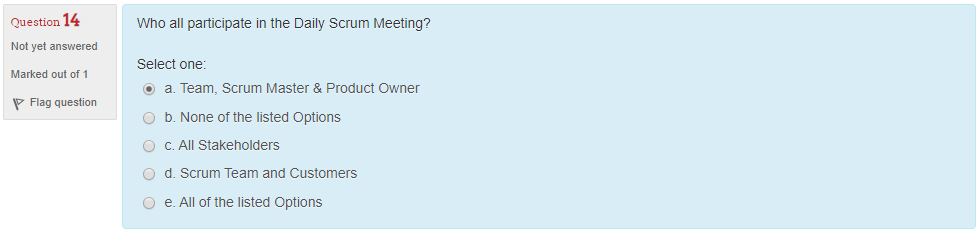 Question 14
Not yet answered
Marked out of 1
Flag question
Who all participate in the Daily Scrum Meeting?
Select one:
a. Team, Scrum Master & Product Owner
b. None of the listed Options
c. All Stakeholders
d. Scrum Team and Customers
e. All of the listed Options